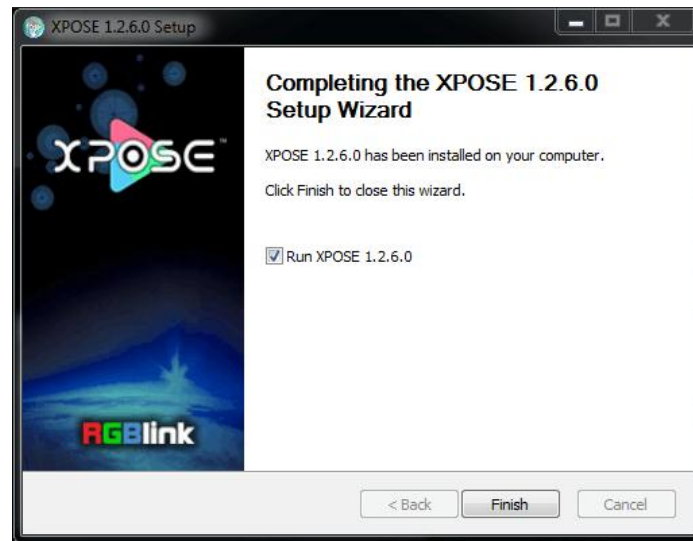 XPOSE 1.2.6.0 Setup
XPOSE™
RGBlink
Completing the XPOSE 1.2.6.0
Setup Wizard
XPOSE 1.2.6.0 has been installed on your computer.
Click Finish to close this wizard.
Run XPOSE 1.2.6.0
< Back
Finish
Cancel